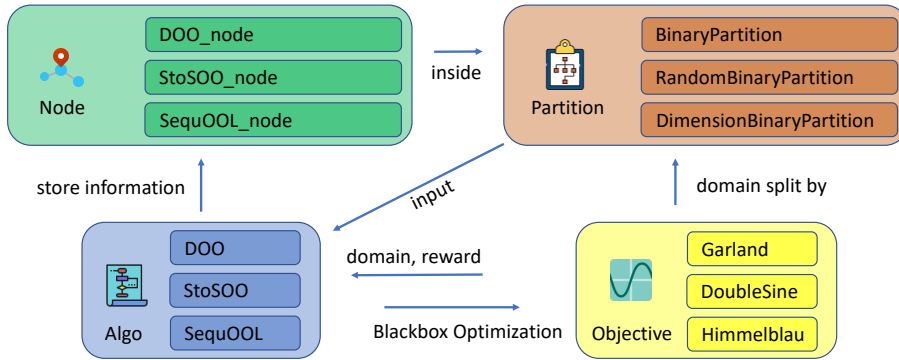 DOO_node
StoSOO_node
SequOOL_node
Node
inside
BinaryPartition
RandomBinaryPartition
DimensionBinaryPartition
Partition
store information
input
domain split by
DOO
StoSOO
SequOOL
Algo
domain, reward
Blackbox Optimization
Garland
DoubleSine
Himmelblau
Objective